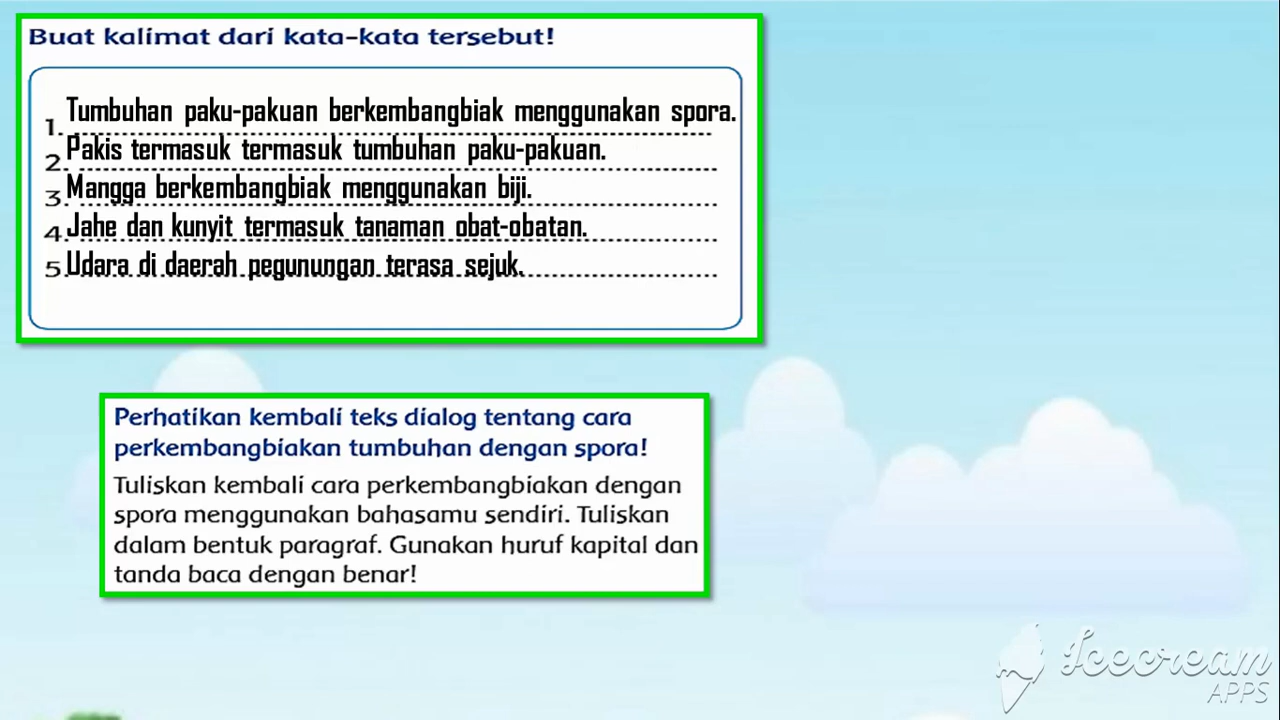 Buat kalimat dari kata-kata tersebut!
1. Tumbuhan paku-pakuan berkembangbiak menggunakan spora.
2. Pakis termasuk termasuk tumbuhan paku-pakuan.
3. Mangga berkembangbiak menggunakan biji.
4. Jahe dan kunyit termasuk tanaman obat-obatan.
5. Udara di daerah pegunungan terasa sejuk.
Perhatikan kembali teks dialog tentang cara
perkembangbiakan tumbuhan dengan spora!
Tuliskan kembali cara perkembangbiakan dengan
spora menggunakan bahasamu sendiri. Tuliskan
dalam bentuk paragraf. Gunakan huruf kapital dan
tanda baca dengan benar!
Icecream
APPS